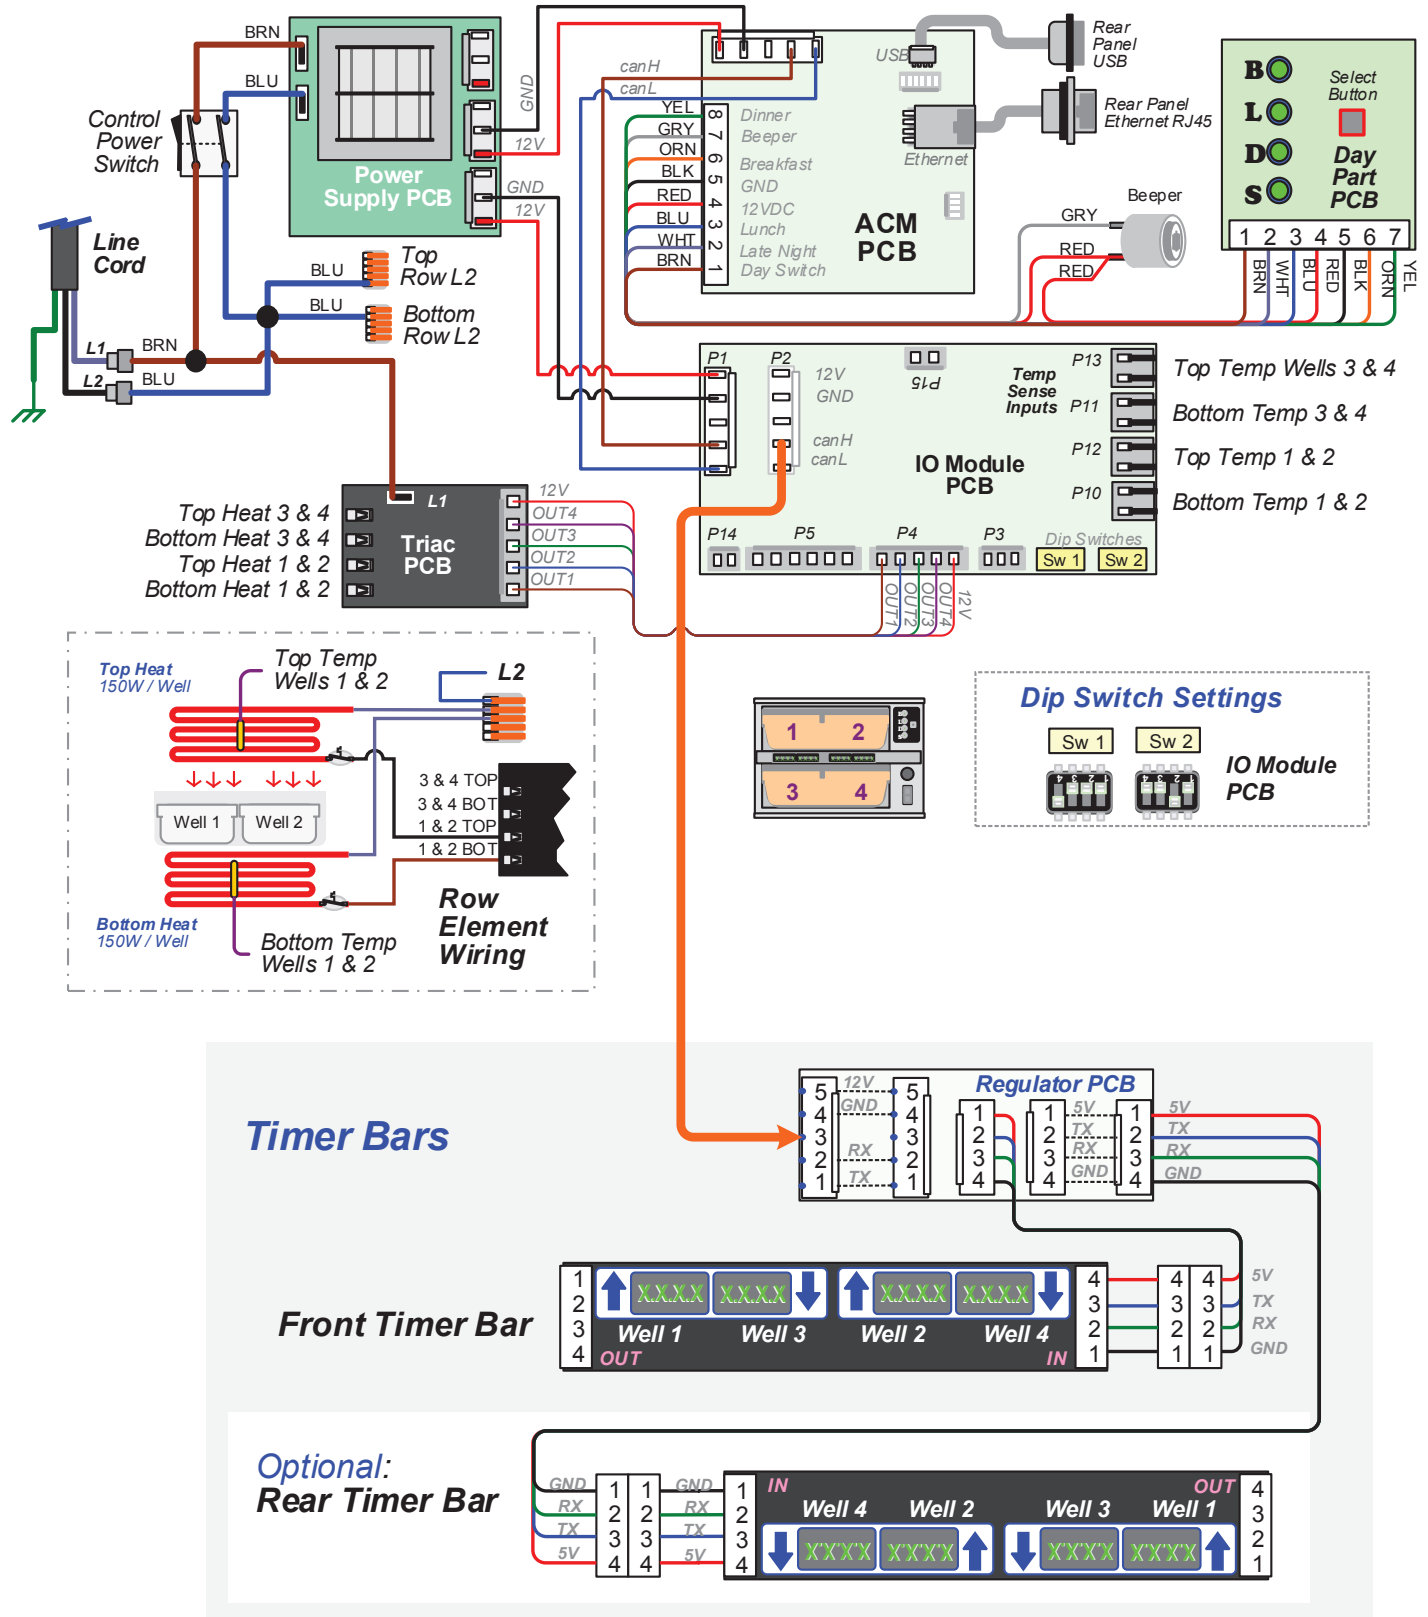 BRN
BLU
Control
Power
Switch
Power
Supply PCB
GND
12V
GND
12V
Line
Cord
L1
BRN
L2
BLU
BLU
Top
Row L2
BLU
Bottom
Row L2
canH
canL
YEL
GRY
ORN
BLK
RED
BLU
WHT
BRN
8
7
6
5
4
3
2
1
Dinner
Beeper
Breakfast
GND
12VDC
Lunch
Late Night
Day Switch
USB
Ethernet
ACM
PCB
Rear
Panel
USB
Rear Panel
Ethernet RJ45
Beeper
GRY
RED
RED
B
L
D
S
Select
Button
Day
Part
PCB
1 2 3 4 5 6 7
BRN
WHT
BLU
RED
BLK
ORN
YEL
P1
P2
12V
GND
canH
canL
P15
Temp
Sense
Inputs
P13
P11
P12
P10
Top Temp Wells 3 & 4
Bottom Temp 3 & 4
Top Temp 1 & 2
Bottom Temp 1 & 2
IO Module
PCB
P14
P5
P4
P3
Dip Switches
Sw 1
Sw 2
OUT1
OUT2
OUT3
OUT4
12V
Top Heat 3 & 4
Bottom Heat 3 & 4
Top Heat 1 & 2
Bottom Heat 1 & 2
L1
Triac
PCB
12V
OUT4
OUT3
OUT2
OUT1
Top Heat
150W / Well
Top Temp
Wells 1 & 2
L2
Well 1
Well 2
3 & 4 TOP
3 & 4 BOT
1 & 2 TOP
1 & 2 BOT
Bottom Heat
150W / Well
Bottom Temp
Wells 1 & 2
Row
Element
Wiring
1
2
3
4
Dip Switch Settings
Sw 1
Sw 2
4 3 2 1
4 3 2 1
IO Module
PCB
Timer Bars
Regulator PCB
5
4
3
2
1
12V
GND
RX
TX
5
4
3
2
1
1
2
3
4
1
2
3
4
5V
TX
RX
GND
1
2
3
4
5V
TX
RX
GND
Front Timer Bar
1
2
3
4
OUT
X.X.X.X
X.X.X.X
X.X.X.X
X.X.X.X
Well 1
Well 3
Well 2
Well 4
IN
4
3
2
1
4
3
2
1
4
3
2
1
5V
TX
RX
GND
Optional:
Rear Timer Bar
GND
RX
TX
5V
1
2
3
4
1
2
3
4
GND
RX
TX
5V
1
2
3
4
IN
OUT
Well 4
Well 2
Well 3
Well 1
X.X.X.X
X.X.X.X
X.X.X.X
X.X.X.X
4
3
2
1